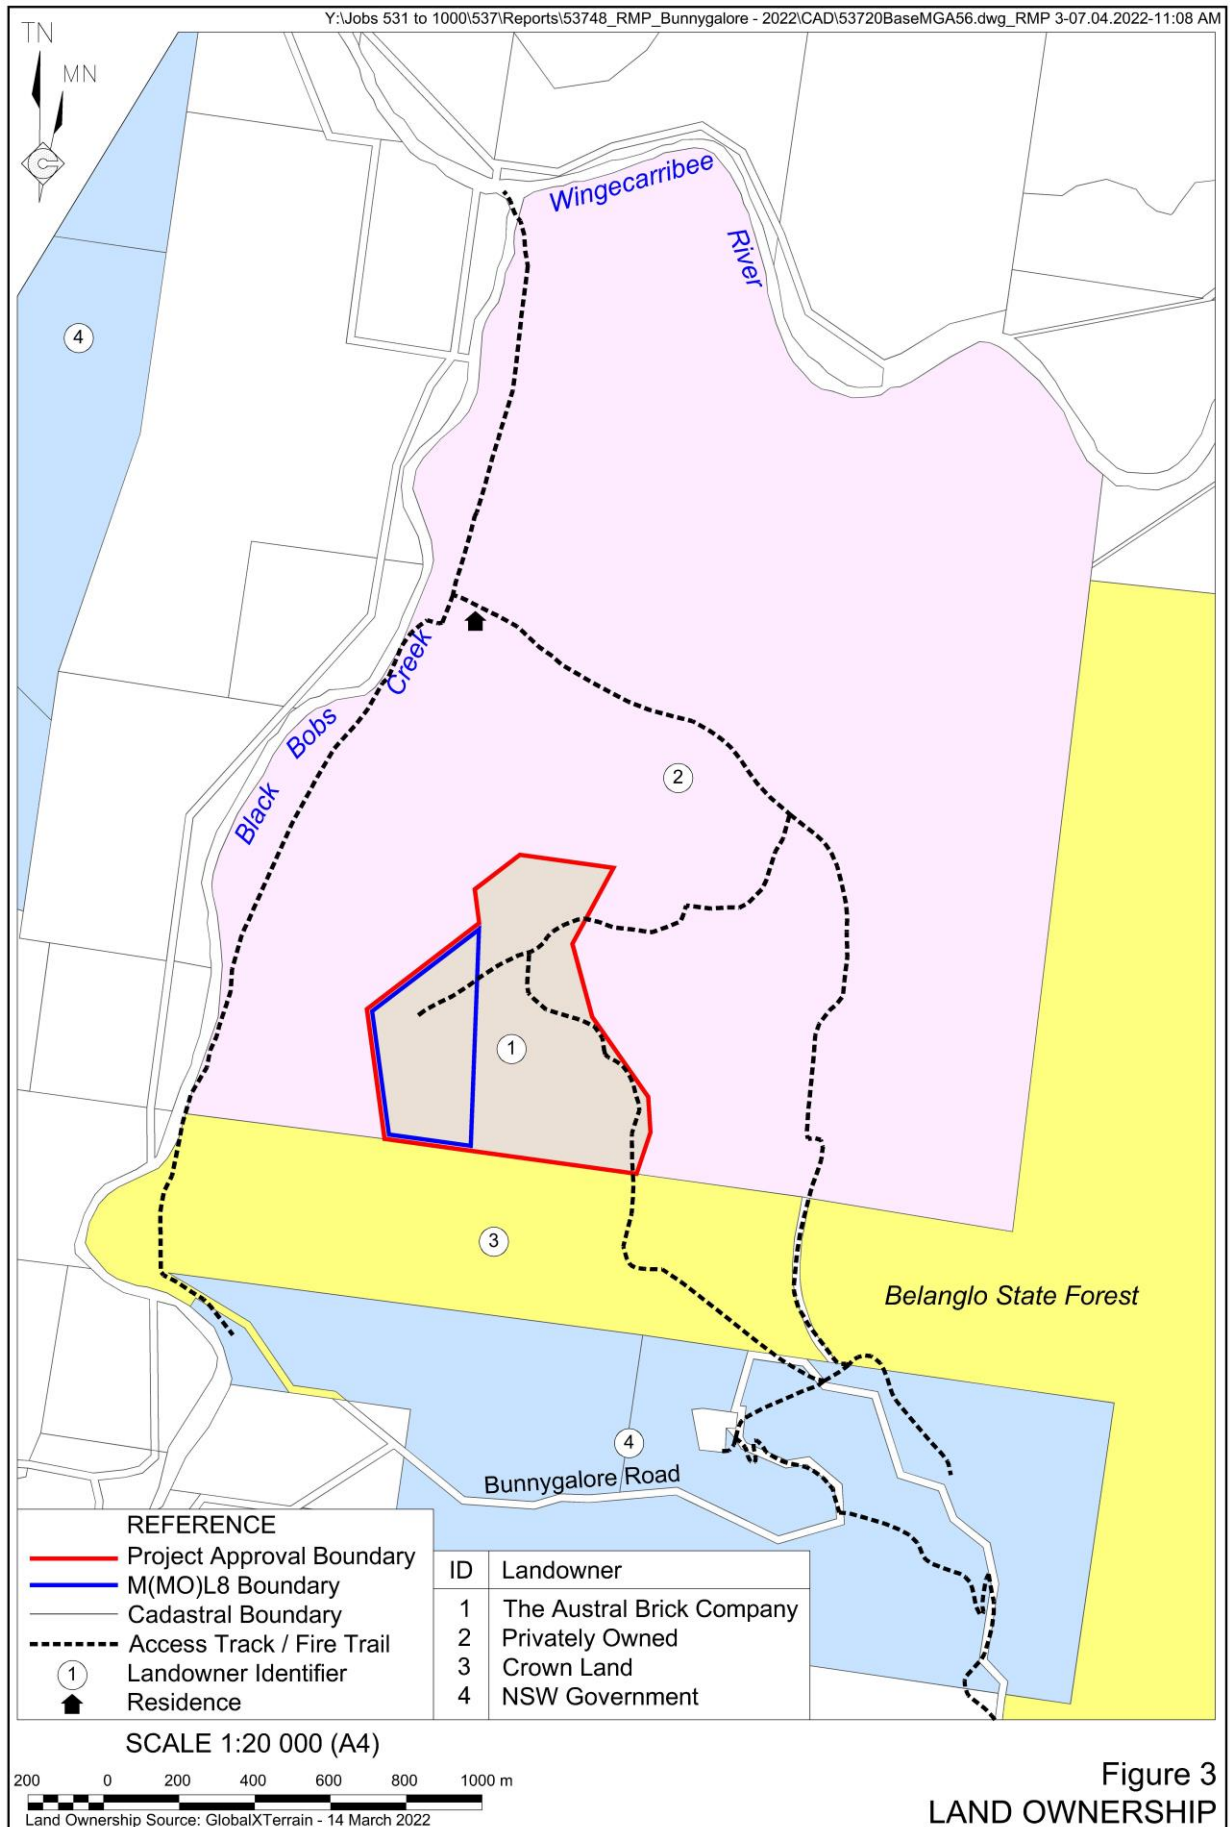 Y:\Jobs 531 to 1000\537\Reports\53748_RMP_Bunnygalore - 2022\CAD\53720BaseMGA56.dwg_RMP 3-07.04.2022-11:08 AM
TN
MN
Wingecarribee
River
4
Creek
Bobs
Black
2
1
3
Belanglo State Forest
4
Bunnygalore Road
REFERENCE
Project Approval Boundary
M(MO)L8 Boundary
Cadastral Boundary
Access Track / Fire Trail
1 Landowner Identifier
Residence
ID Landowner
1 The Austral Brick Company
2 Privately Owned
3 Crown Land
4 NSW Government
SCALE 1:20 000 (A4)
200 0 200 400 600 800 1000 m
Land Ownership Source: GlobalXTerrain - 14 March 2022
Figure 3
LAND OWNERSHIP